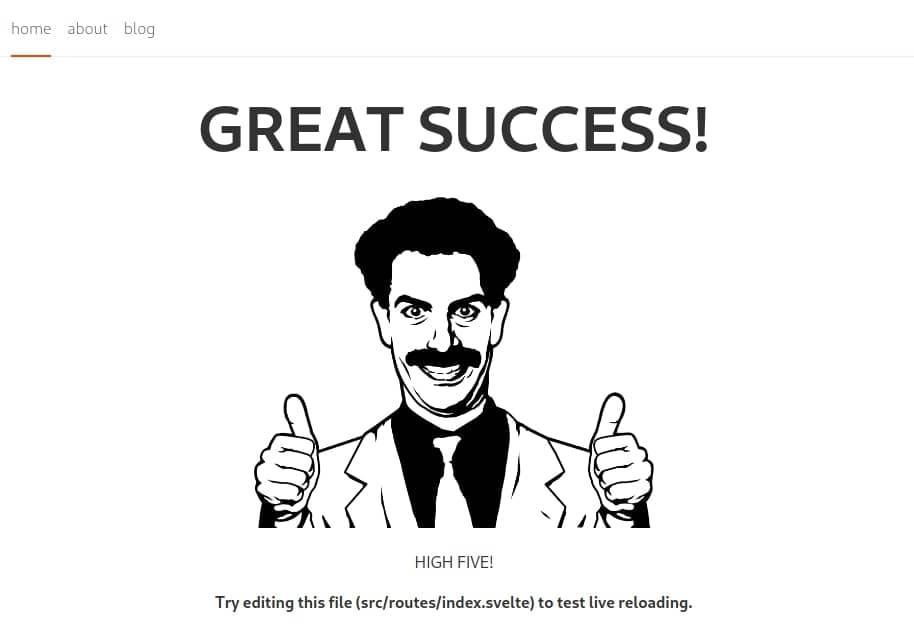 home about blog
GREAT SUCCESS!
HIGH FIVE!
Try editing this file (src/routes/index.svelte) to test live reloading.